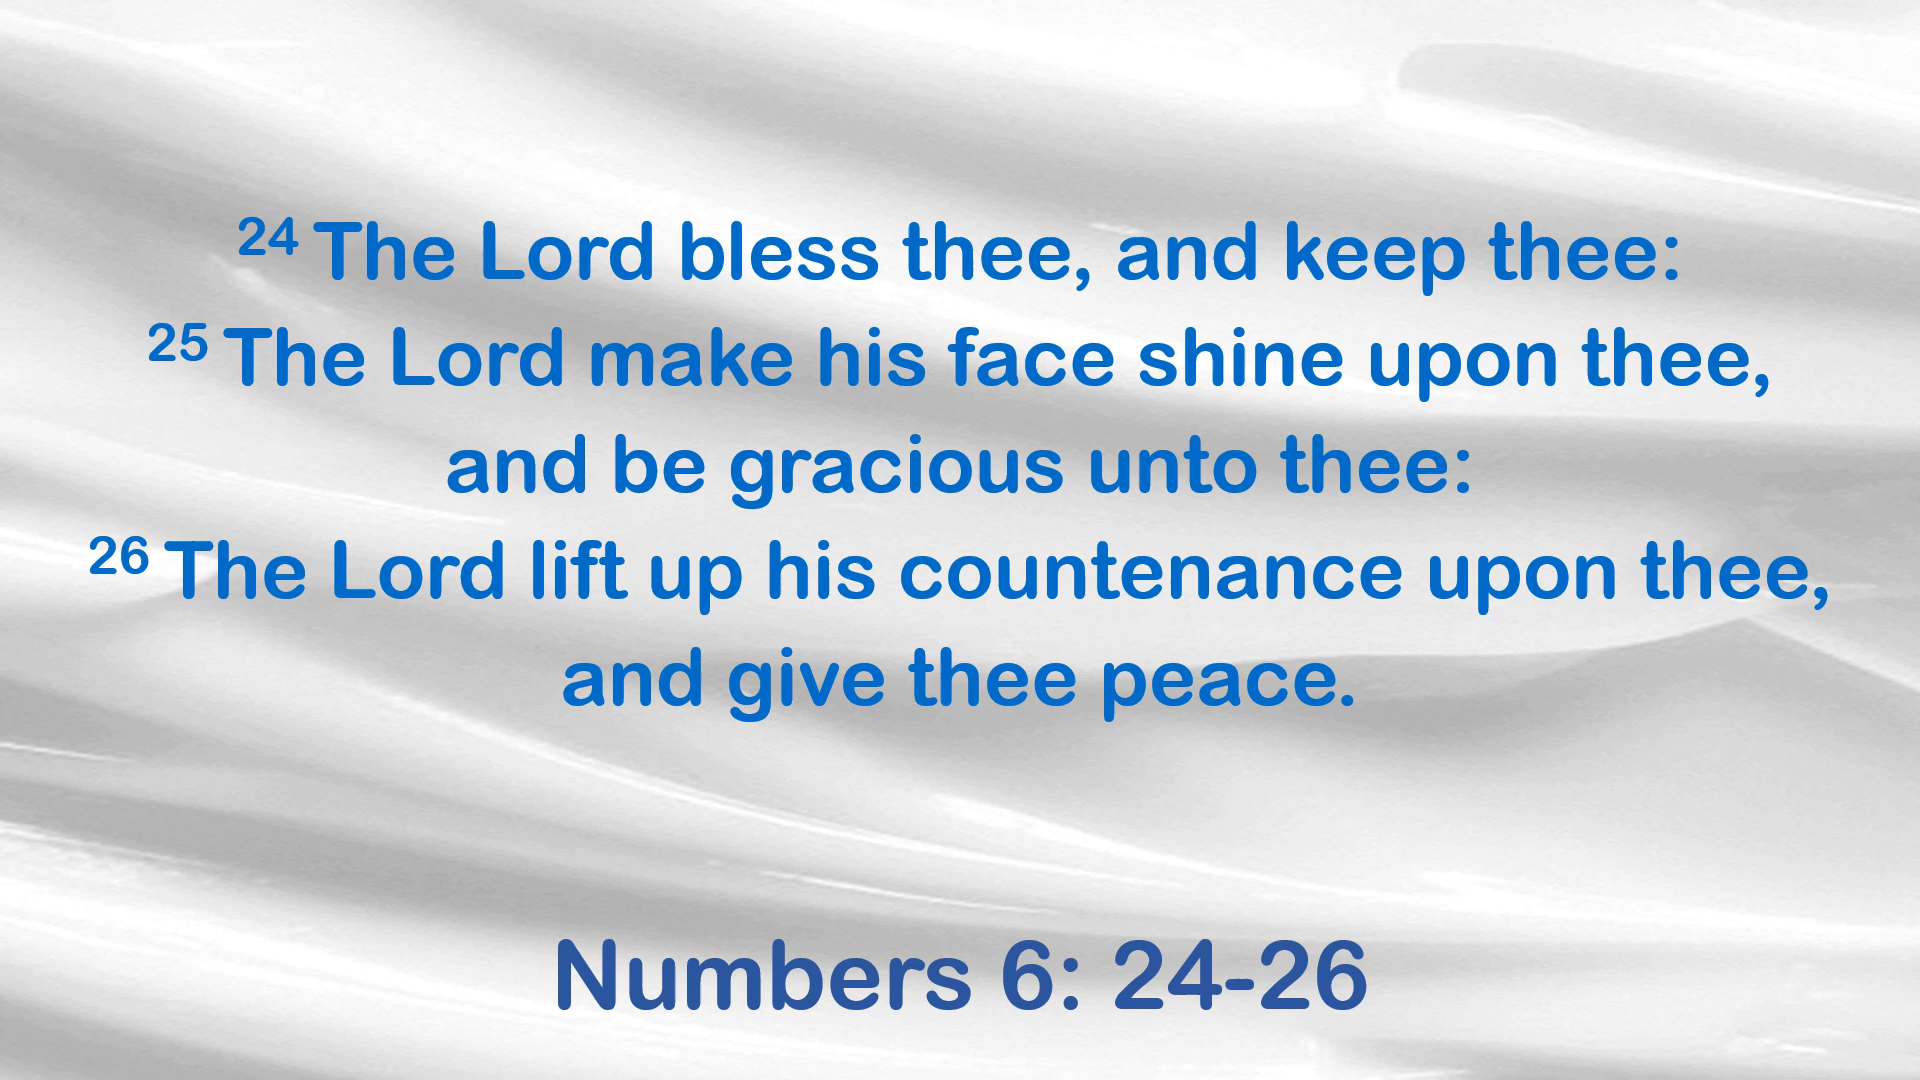 24 The Lord bless thee, and keep thee:
25 The Lord make his face shine upon thee,
and be gracious unto thee:
26 The Lord lift up his countenance upon thee,
and give thee peace.
Numbers 6: 24-26